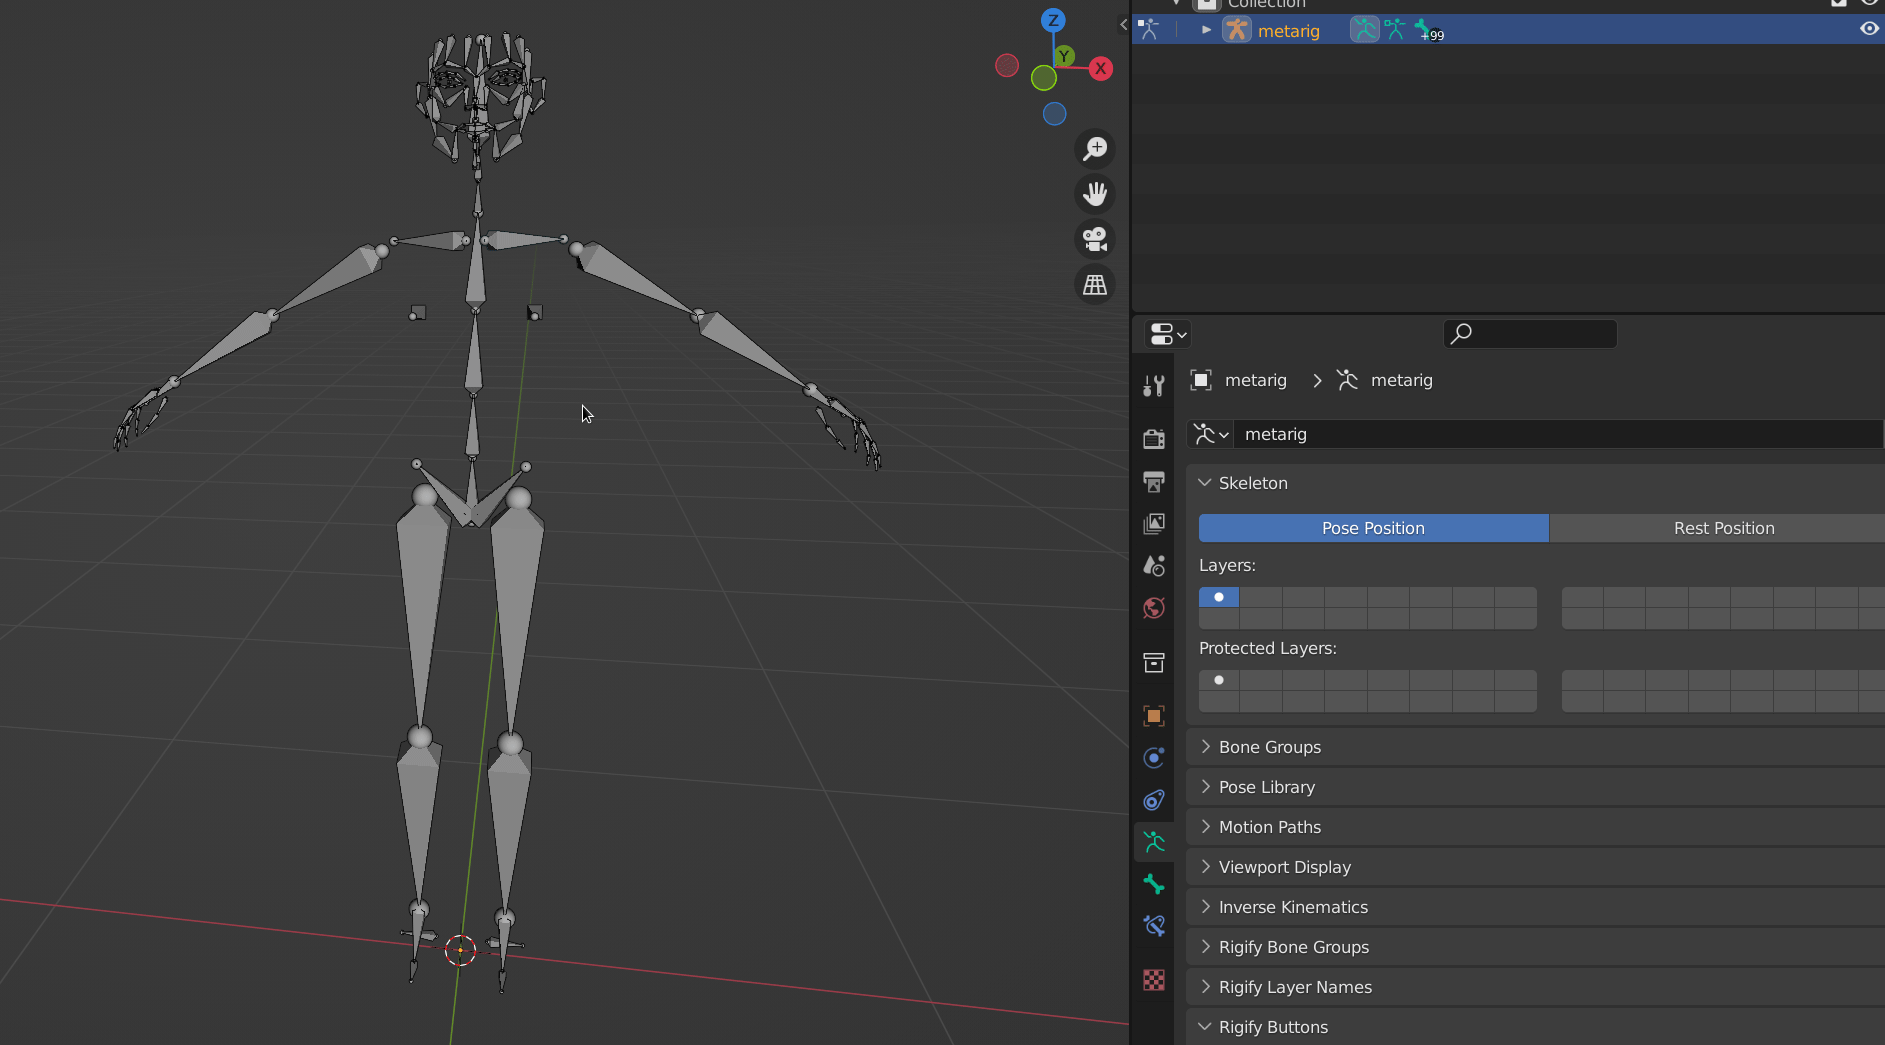 Collection
metarig
+99
Z
Y
X
metarig > metarig
metarig
Skeleton
Pose Position Rest Position
Layers:
Protected Layers:
Bone Groups
Pose Library
Motion Paths
Viewport Display
Inverse Kinematics
Rigify Bone Groups
Rigify Layer Names
Rigify Buttons